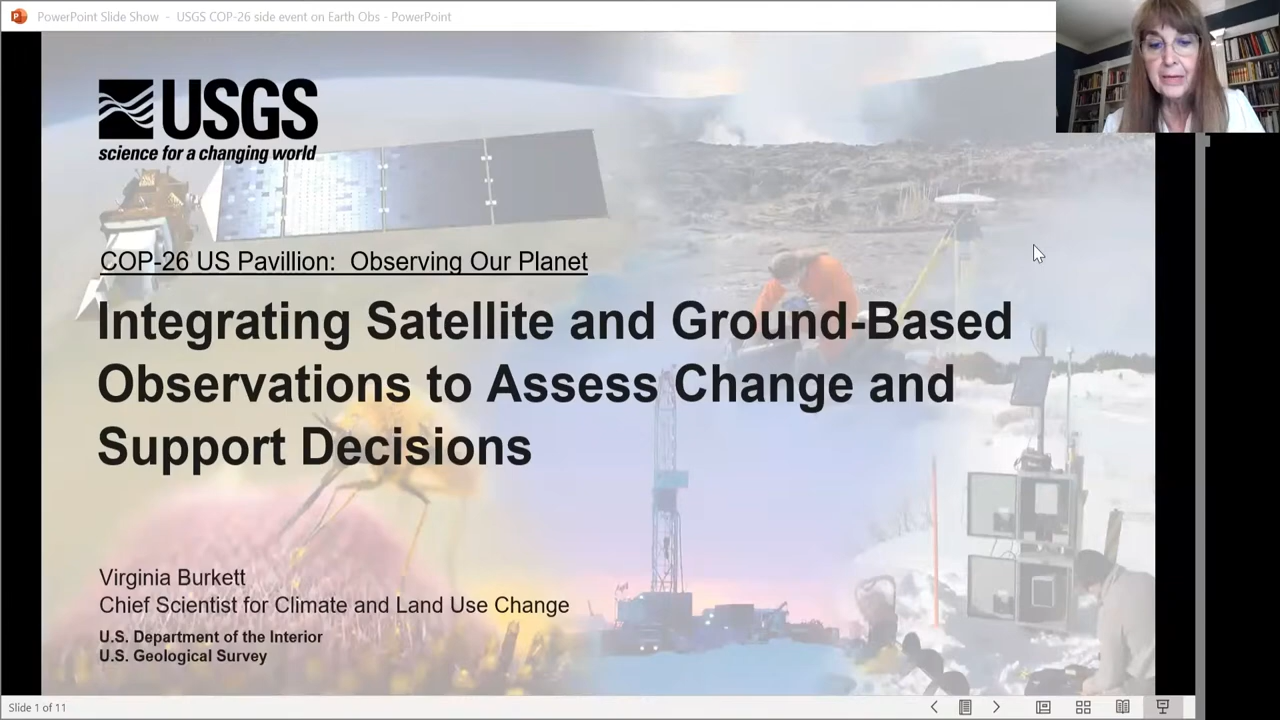 PowerPoint Slide Show - USGS COP-26 side event on Earth Obs - PowerPoint
USGS
science for a changing world
COP-26 US Pavillion: Observing Our Planet
Integrating Satellite and Ground-Based
Observations to Assess Change and
Support Decisions
Virginia Burkett
Chief Scientist for Climate and Land Use Change
U.S. Department of the Interior
U.S. Geological Survey
Slide 1 of 11